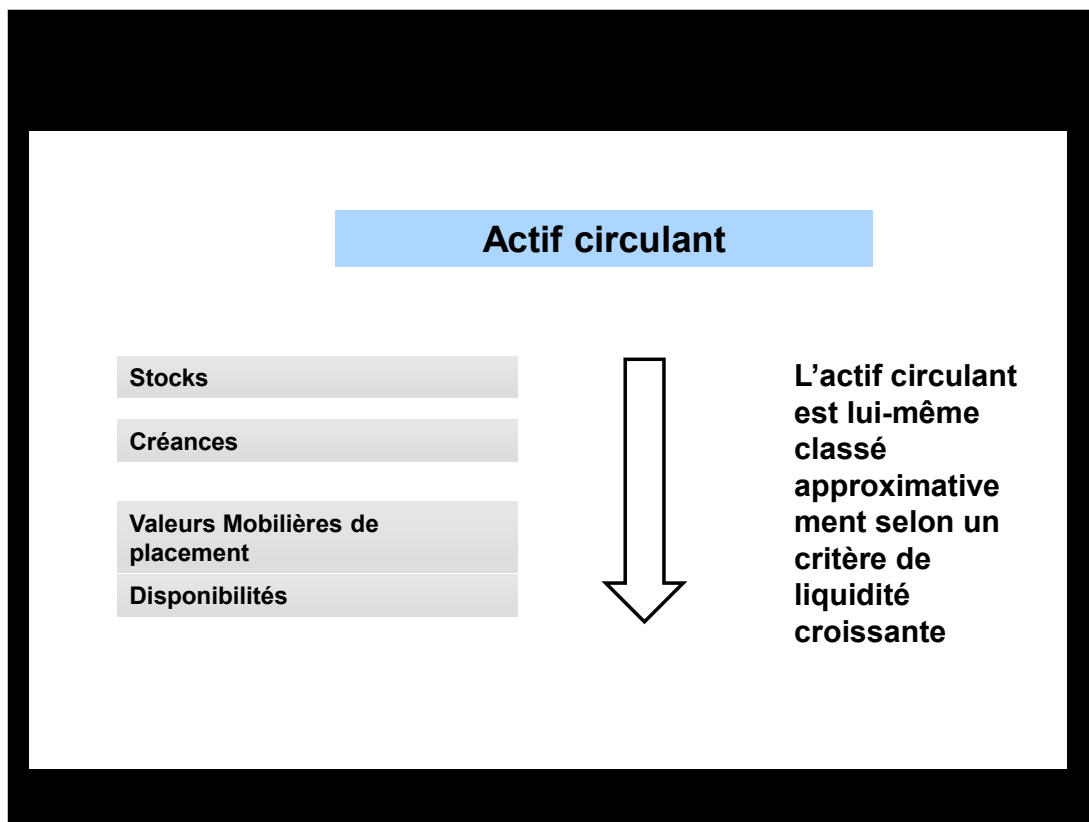 Actif circulant
Stocks
Créances
Valeurs Mobilières de
placement
Disponibilités
L’actif circulant
est lui-même
classé
approximative
ment selon un
critère de
liquidité
croissante